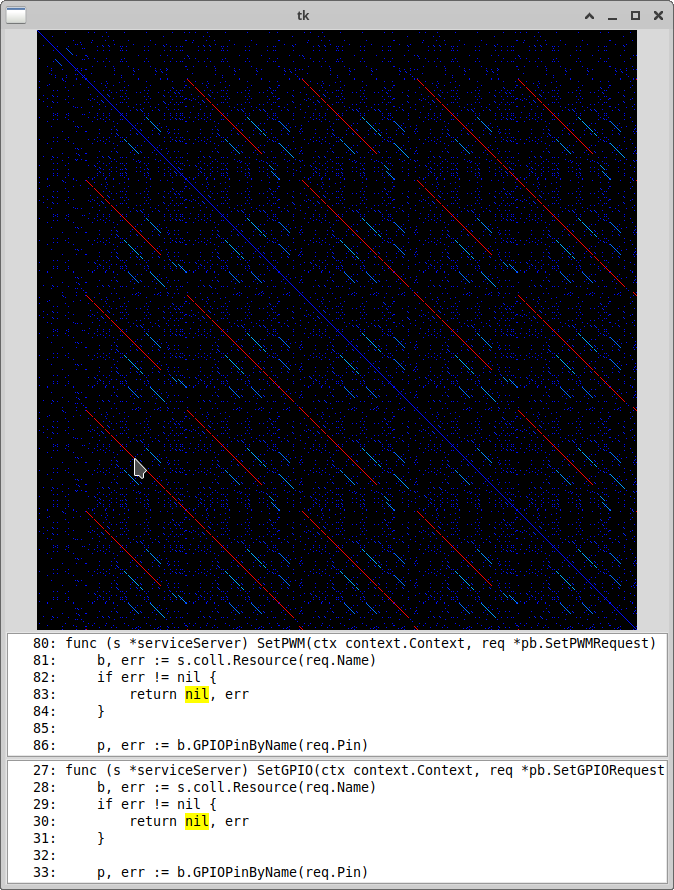 tk
80: func (s *serviceServer) SetPWM(ctx context.Context, req *pb.SetPWMRequest)
81:     b, err := s.coll.Resource(req.Name)
82:     if err != nil {
83:         return nil, err
84:     }
85:
86:     p, err := b.GPIOPinByName(req.Pin)
27: func (s *serviceServer) SetGPIO(ctx context.Context, req *pb.SetGPIORequest
28:     b, err := s.coll.Resource(req.Name)
29:     if err != nil {
30:         return nil, err
31:     }
32:
33:     p, err := b.GPIOPinByName(req.Pin)